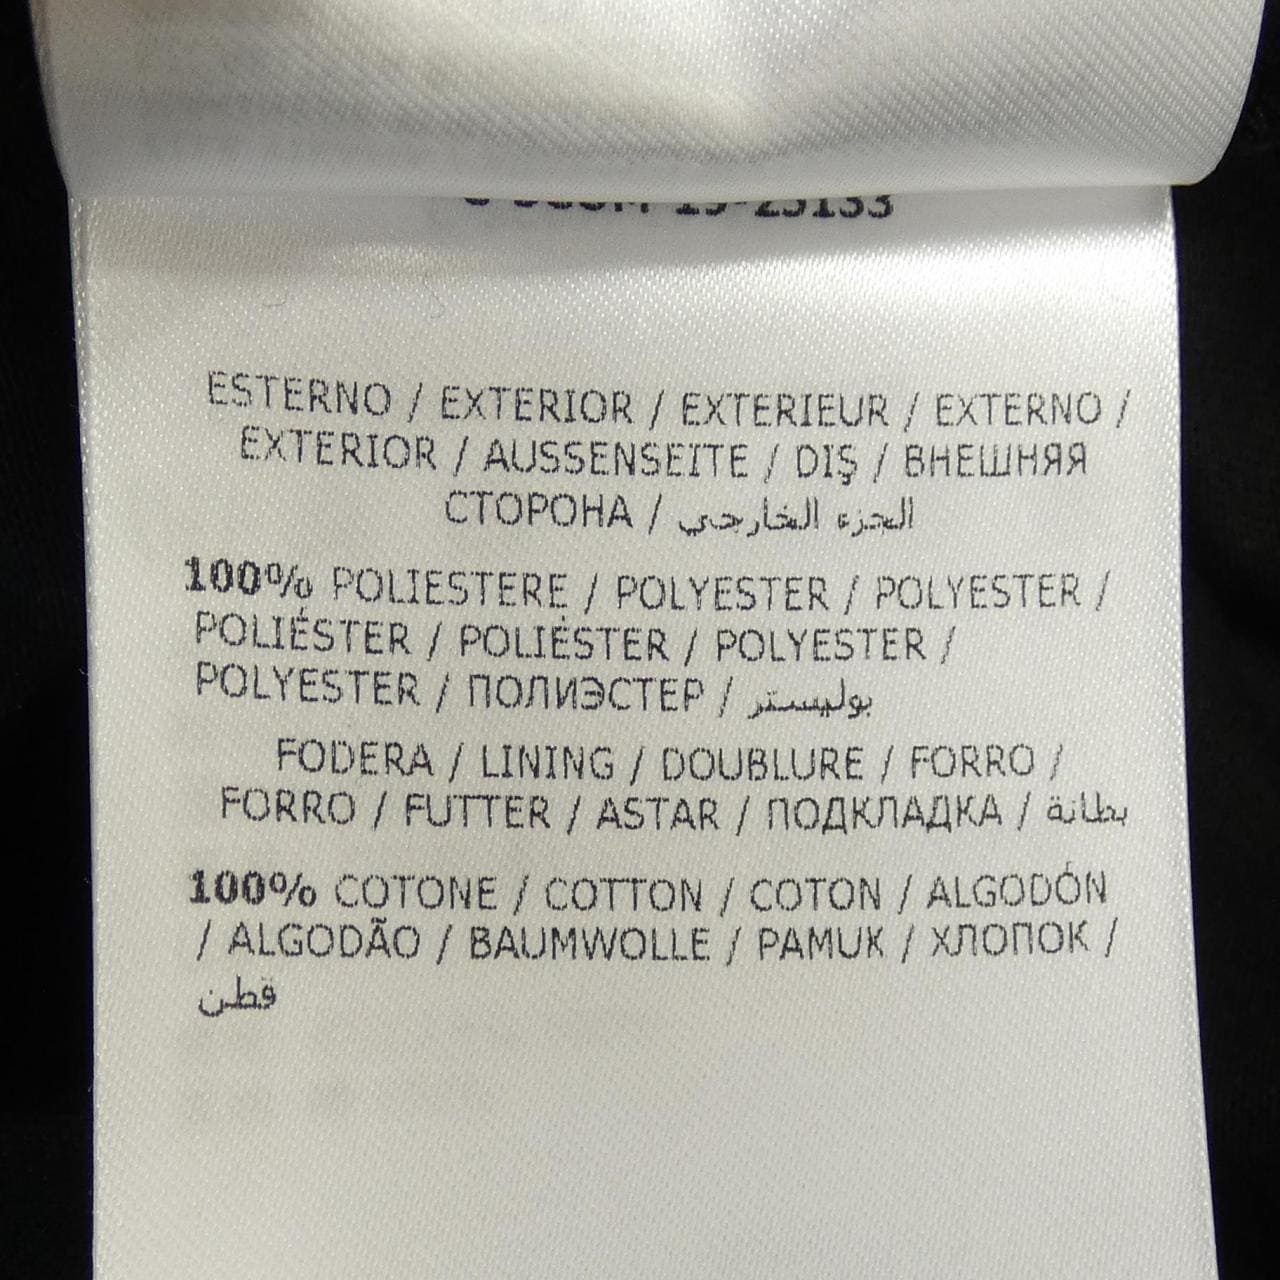 19-25133
ESTERNO / EXTERIOR / EXTERIEUR / EXTERNO /
EXTERIOR / AUSSENSEITE / DIŞ / ВНЕШНЯЯ
СТОРОНА / الجزء الخارجي
100% POLIESTERE / POLYESTER / POLYESTER /
POLIÉSTER / POLIÉSTER / POLYESTER /
POLYESTER / ПОЛИЭСТЕР / بوليستر
FODERA / LINING / DOUBLURE / FORRO /
FORRO / FUTTER / ASTAR / ПОДКЛАДКА / بطانة
100% COTONE / COTTON / COTON / ALGODÓN
/ ALGODÃO / BAUMWOLLE / PAMUK / ХЛОПОК /
قطن